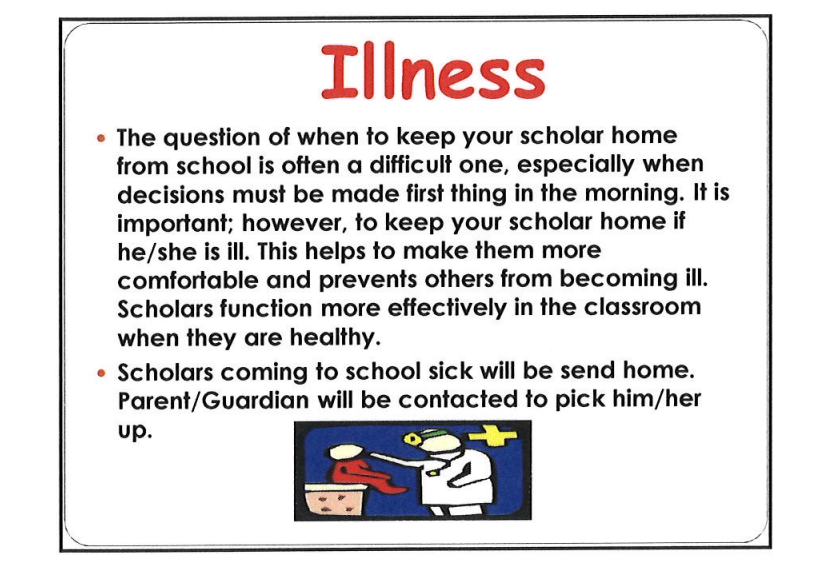 Illness
• The question of when to keep your scholar home
from school is often a difficult one, especially when
decisions must be made first thing in the morning. It is
important; however, to keep your scholar home if
he/she is ill. This helps to make them more
comfortable and prevents others from becoming ill.
Scholars function more effectively in the classroom
when they are healthy.
• Scholars coming to school sick will be send home.
Parent/Guardian will be contacted to pick him/her
up.